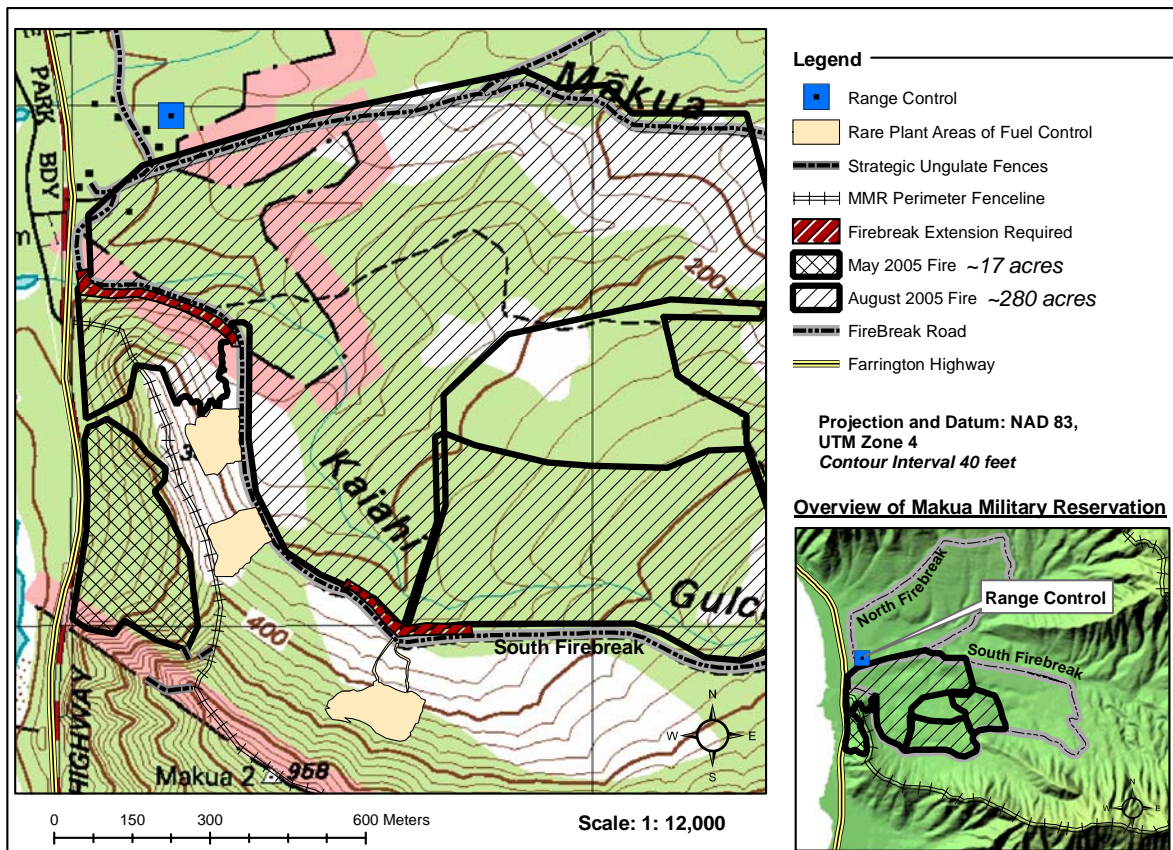 PARK
BDY
Mākua
200
3
Kaiahi
Gulc
400
South Firebreak
HIGHWAY
Makua 2
958
N
W E
S
0 150 300 600 Meters
Scale: 1: 12,000
Legend
Range Control
Rare Plant Areas of Fuel Control
Strategic Ungulate Fences
MMR Perimeter Fenceline
Firebreak Extension Required
May 2005 Fire ~17 acres
August 2005 Fire ~280 acres
FireBreak Road
Farrington Highway
Projection and Datum: NAD 83,
UTM Zone 4
Contour Interval 40 feet
Overview of Makua Military Reservation
North Firebreak
Range Control
South Firebreak
N
W E
S